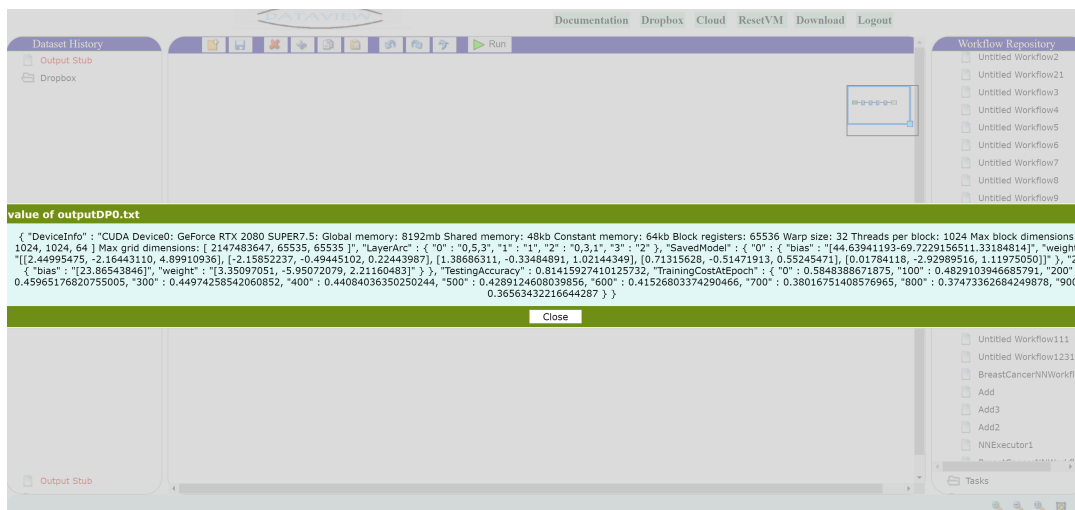 DATAVIEW
Documentation Dropbox Cloud ResetVM Download Logout
Dataset History
Run
Workflow Repository
Output Stub
Dropbox
Untitled Workflow2
Untitled Workflow21
Untitled Workflow3
Untitled Workflow4
Untitled Workflow5
Untitled Workflow6
Untitled Workflow7
Untitled Workflow8
Untitled Workflow9
value of outputDP0.txt
{ "DeviceInfo" : "CUDA Device0: GeForce RTX 2080 SUPER7.5: Global memory: 8192mb Shared memory: 48kb Constant memory: 64kb Block registers: 65536 Warp size: 32 Threads per block: 1024 Max block dimensions
1024, 1024, 64 ] Max grid dimensions: [ 2147483647, 65535, 65535 ]", "LayerArc" : { "0" : "0,5,3", "1" : "1", "2" : "0,3,1", "3" : "2" }, "SavedModel" : { "0" : { "bias" : "[44.63941193-69.7229156511.33184814]", "weight
"[[2.44995475, -2.16443110, 4.89910936], [-2.15852237, -0.49445102, 0.22443987], [1.38686311, -0.33484891, 1.02144349], [0.71315628, -0.51471913, 0.55245471], [0.01784118, -2.92989516, 1.11975050]]" }, "2
{ "bias" : "[23.86543846]", "weight" : "[3.35097051, -5.95072079, 2.21160483]" } }, "TestingAccuracy" : 0.81415927410125732, "TrainingCostAtEpoch" : { "0" : 0.5848388671875, "100" : 0.4829103946685791, "200"
0.45965176820755005, "300" : 0.44974258542060852, "400" : 0.44084036350250244, "500" : 0.4289124608039856, "600" : 0.41526803374290466, "700" : 0.38016751408576965, "800" : 0.37473362684249878, "900
0.36563432216644287 } }
Close
Untitled Workflow111
Untitled Workflow1231
BreastCancerNNWorkfl
Add
Add3
Add2
NNExecutor1
Output Stub
Tasks